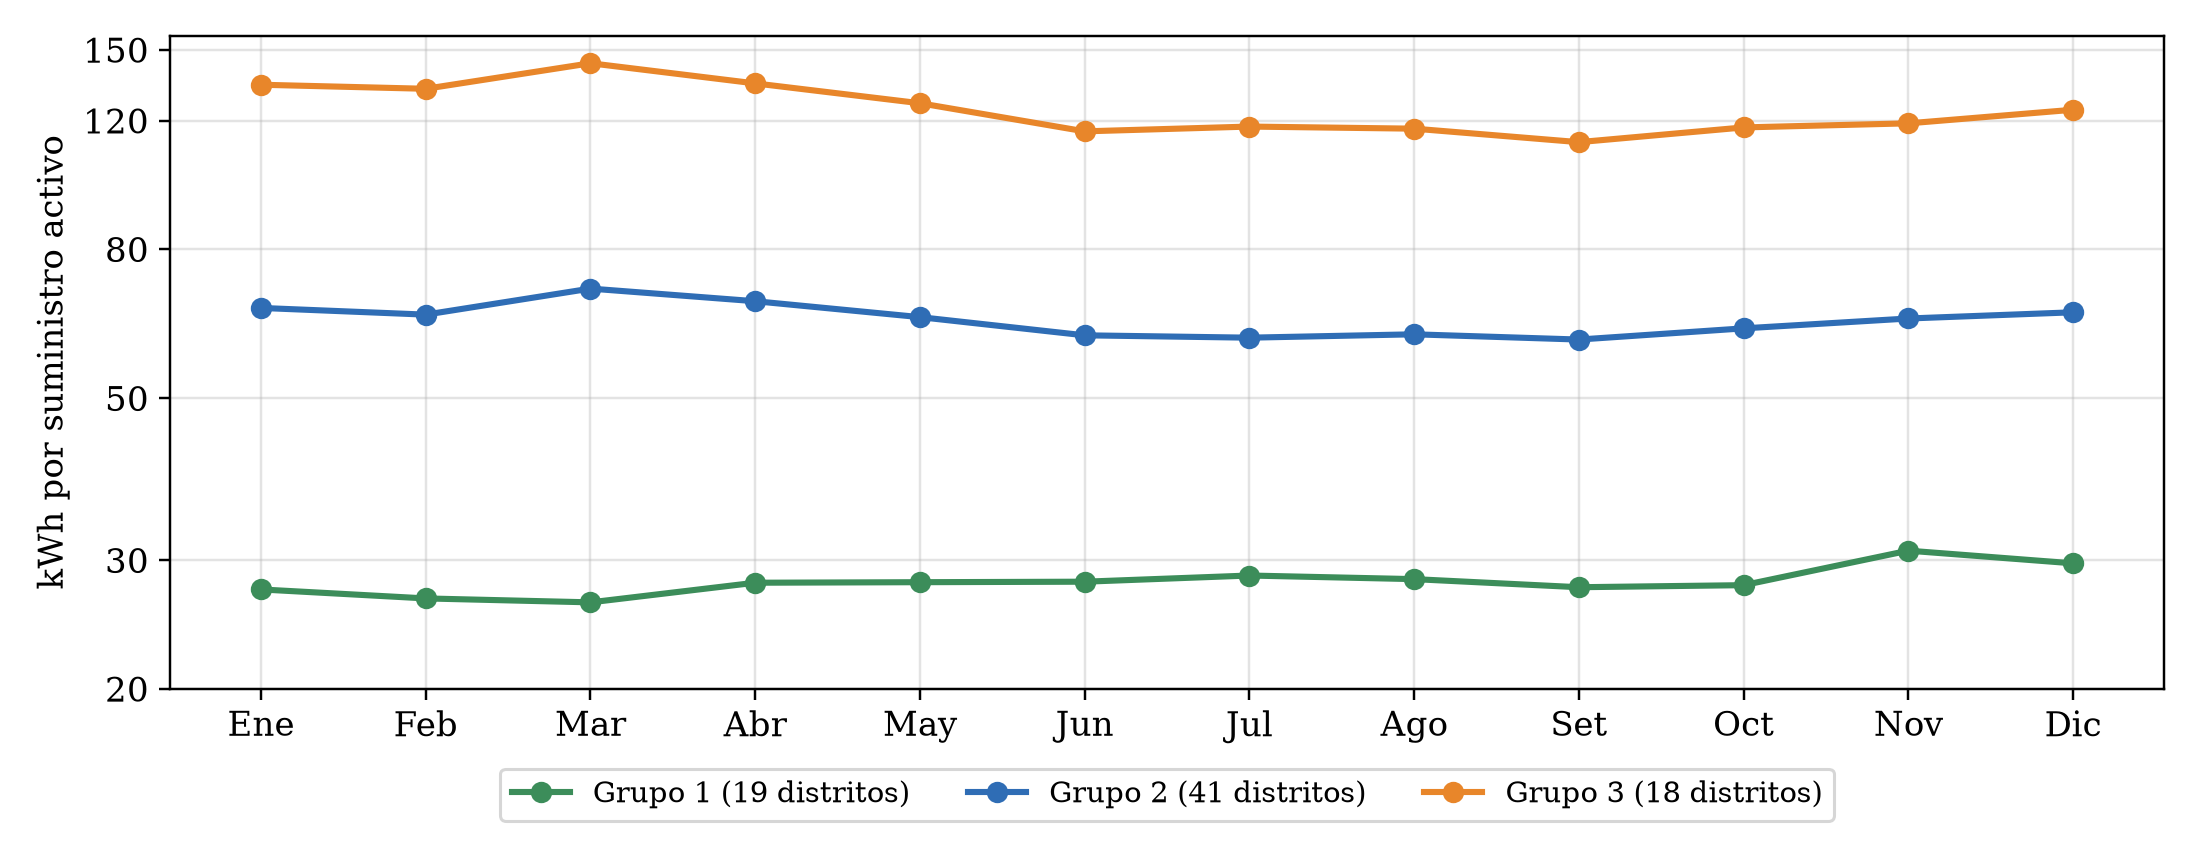 kWh por suministro activo
150
120
80
50
30
20
Ene Feb Mar Abr May Jun Jul Ago Set Oct Nov Dic
Grupo 1 (19 distritos) Grupo 2 (41 distritos) Grupo 3 (18 distritos)